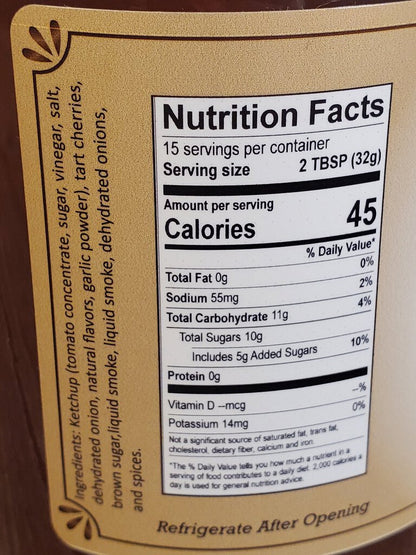 Ingredients: Ketchup (tomato concentrate, sugar, vinegar, salt,
dehydrated onion, natural flavors, garlic powder), tart cherries,
brown sugar,liquid smoke, liquid smoke, dehydrated onions,
and spices.
Nutrition Facts
15 servings per container
Serving size 2 TBSP (32g)
Amount per serving
Calories 45
% Daily Value*
Total Fat 0g 0%
Sodium 55mg 2%
Total Carbohydrate 11g 4%
Total Sugars 10g
Includes 5g Added Sugars 10%
Protein 0g
Vitamin D --mcg --%
Potassium 14mg 0%
Not a significant source of saturated fat, trans fat,
cholesterol, dietary fiber, calcium and iron
*The % Daily Value tells you how much a nutrient in a
serving of food contributes to a daily diet. 2,000 calories a
day is used for general nutrition advice.
Refrigerate After Opening